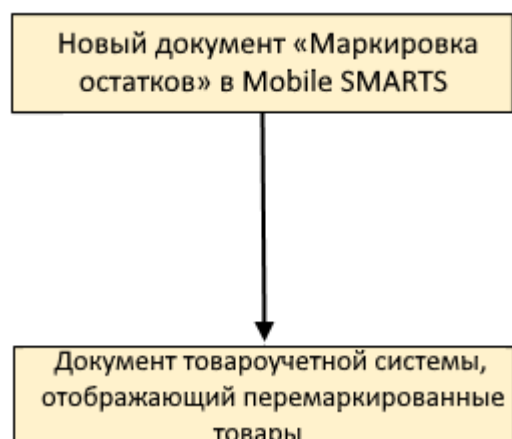 Новый документ «Маркировка
остатков» в Mobile SMARTS
Документ товароучетной системы,
отображающий перемаркированные
товары